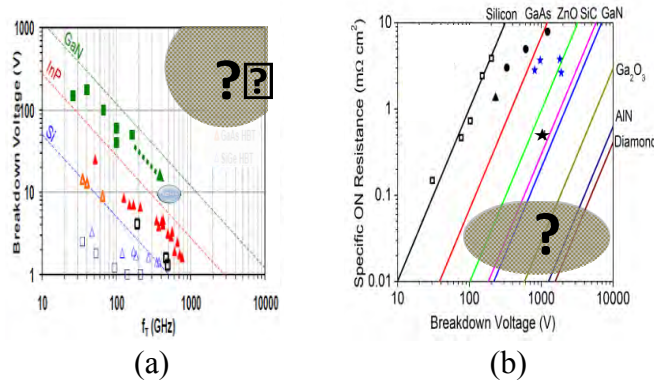 1000
100
10
1
10
100
1000
10000
Breakdown Voltage (V)
f_T (GHz)
GaN
InP
Si
GaAs HBT
SiGe HBT
? ?
(a)
Silicon GaAs ZnO SiC GaN
Ga₂O₃
AlN
Diamond
10
1
0.1
0.01
10 100 1000 10000
Specific ON Resistance (mΩ cm²)
Breakdown Voltage (V)
?
(b)